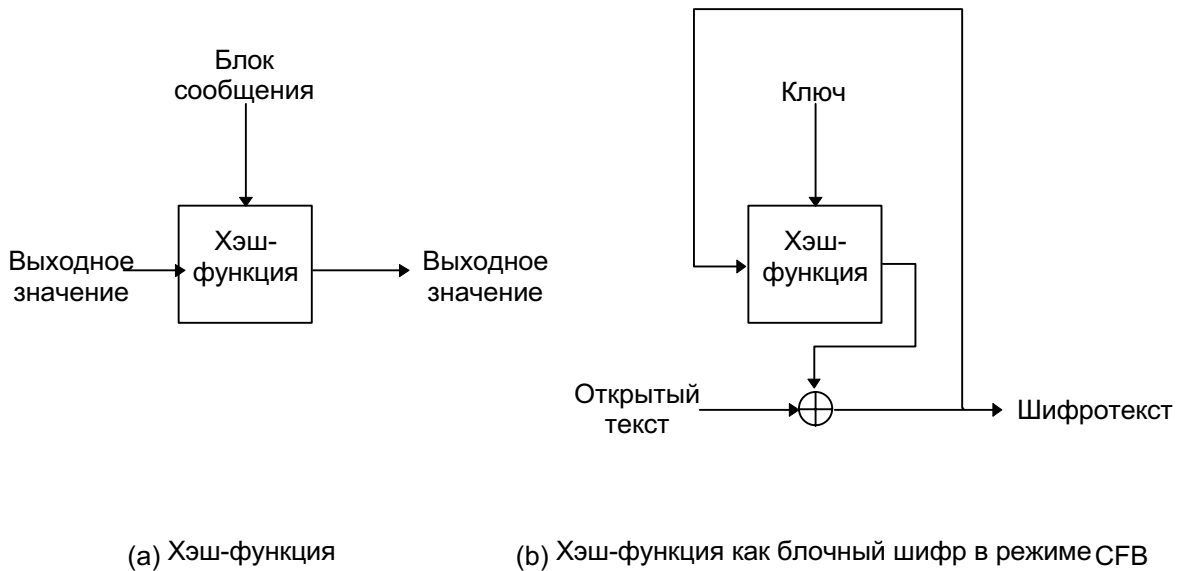 Блок
сообщения
Выходное
значение
Хэш-
функция
Выходное
значение
Ключ
Хэш-
функция
Открытый
текст
Шифротекст
(a) Хэш-функция
(b) Хэш-функция как блочный шифр в режиме CFB